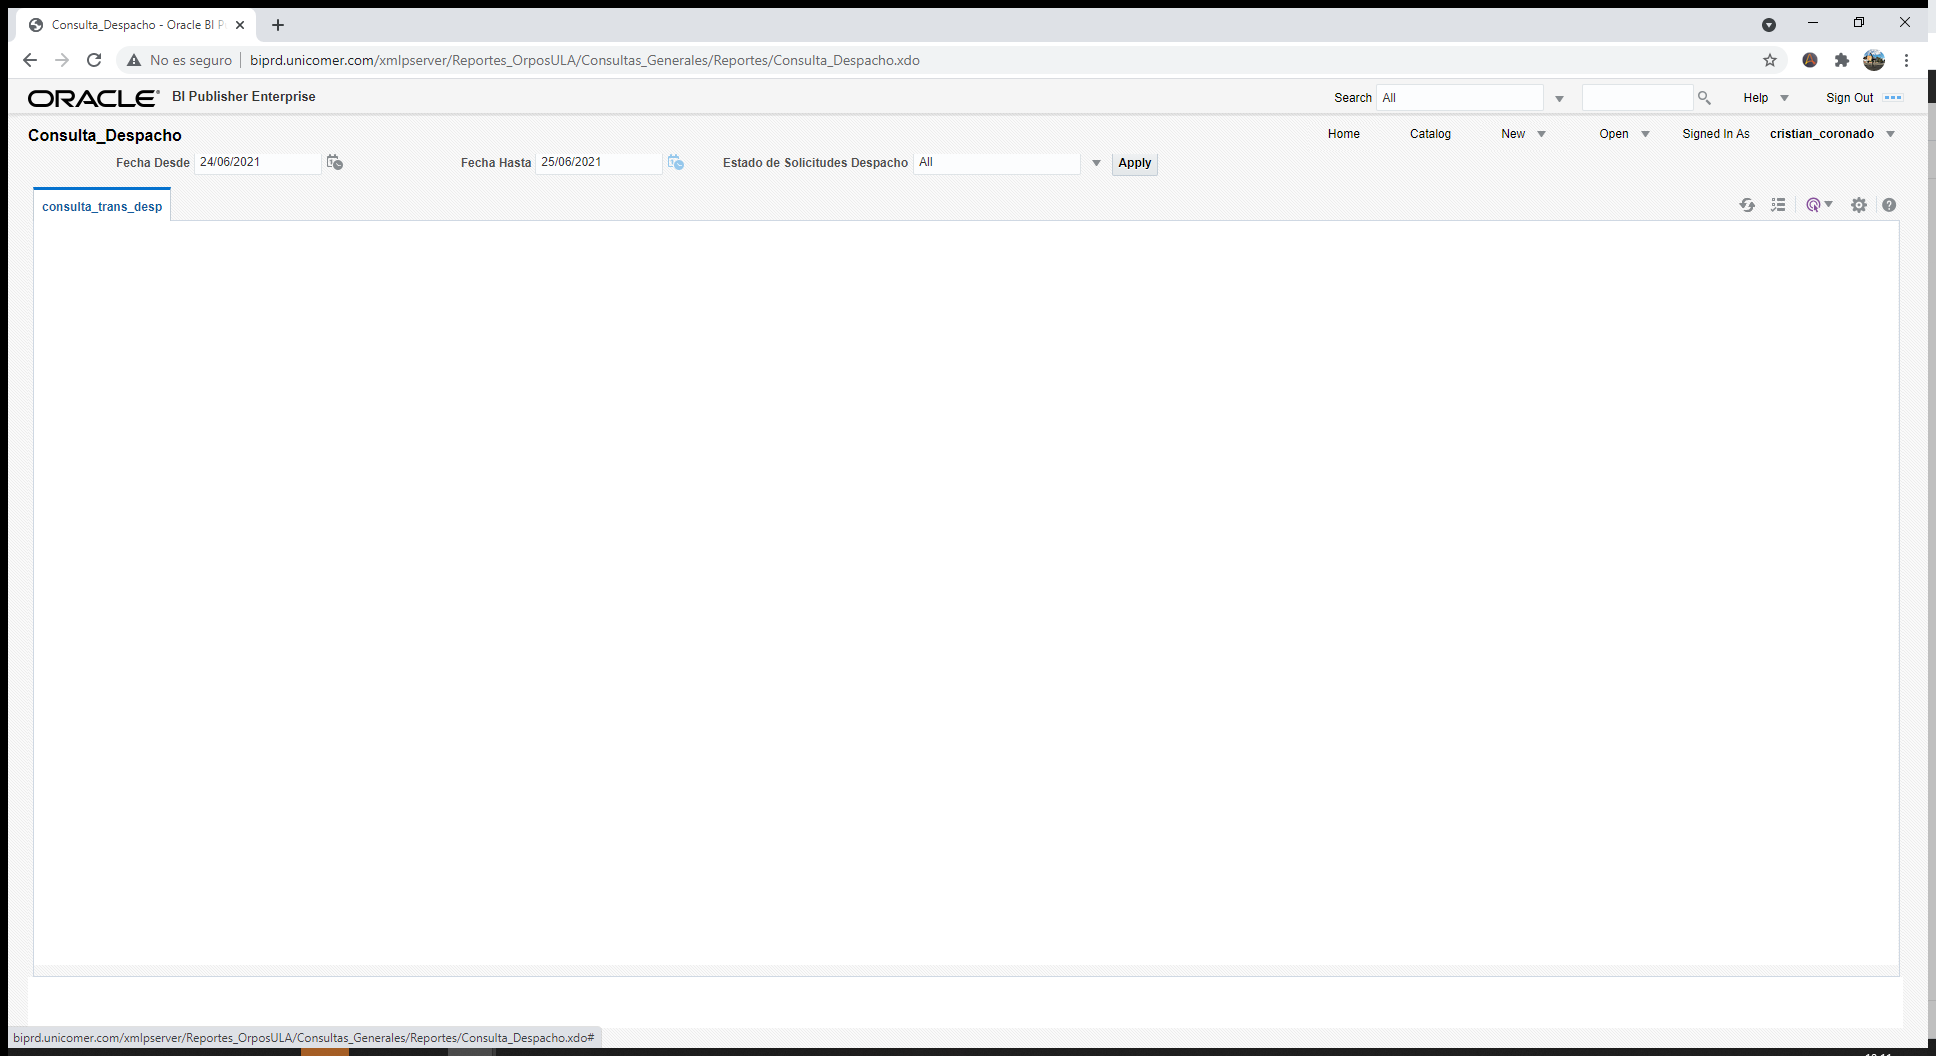 Consulta_Despacho - Oracle BI P
No es seguro | biprd.unicomer.com/xmlpserver/Reportes_OrposULA/Consultas_Generales/Reportes/Consulta_Despacho.xdo
ORACLE BI Publisher Enterprise Search All Help Sign Out
Consulta_Despacho Home Catalog New Open Signed In As cristian_coronado
Fecha Desde 24/06/2021 Fecha Hasta 25/06/2021 Estado de Solicitudes Despacho All Apply
consulta_trans_desp
biprd.unicomer.com/xmlpserver/Reportes_OrposULA/Consultas_Generales/Reportes/Consulta_Despacho.xdo#